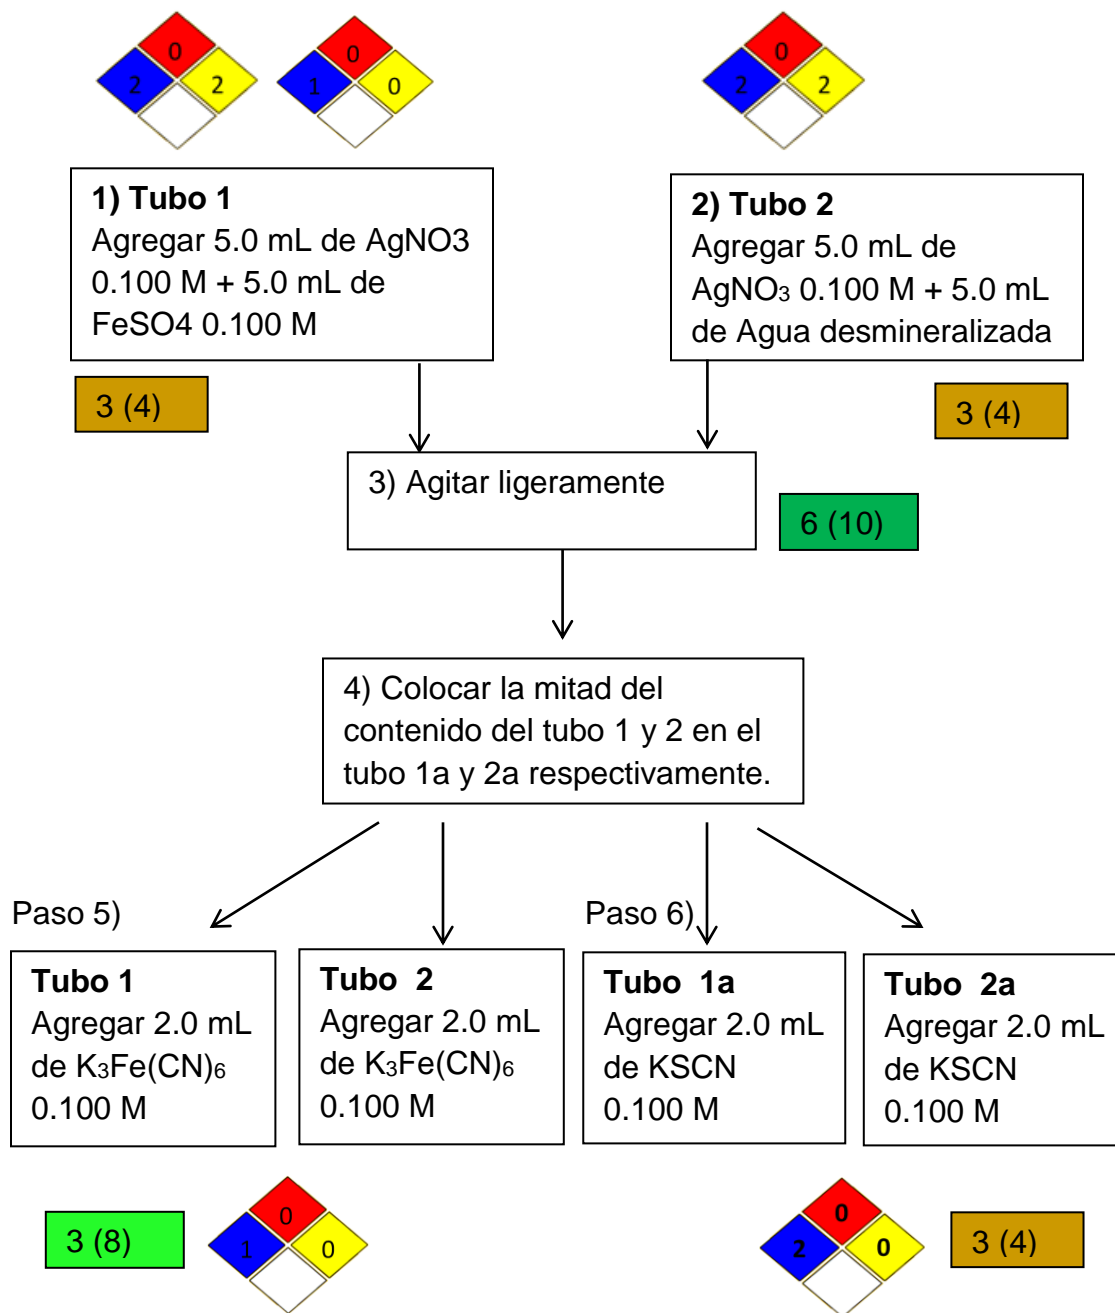 0
2
2
0
1
0
0
2
2
1) Tubo 1
Agregar 5.0 mL de AgNO3
0.100 M + 5.0 mL de
FeSO4 0.100 M
2) Tubo 2
Agregar 5.0 mL de
AgNO₃ 0.100 M + 5.0 mL
de Agua desmineralizada
3 (4)
3 (4)
3) Agitar ligeramente
6 (10)
4) Colocar la mitad del
contenido del tubo 1 y 2 en el
tubo 1a y 2a respectivamente.
Paso 5)
Paso 6)
Tubo 1
Agregar 2.0 mL
de K₃Fe(CN)₆
0.100 M
Tubo 2
Agregar 2.0 mL
de K₃Fe(CN)₆
0.100 M
Tubo 1a
Agregar 2.0 mL
de KSCN
0.100 M
Tubo 2a
Agregar 2.0 mL
de KSCN
0.100 M
3 (8)
0
1
0
0
2
0
3 (4)